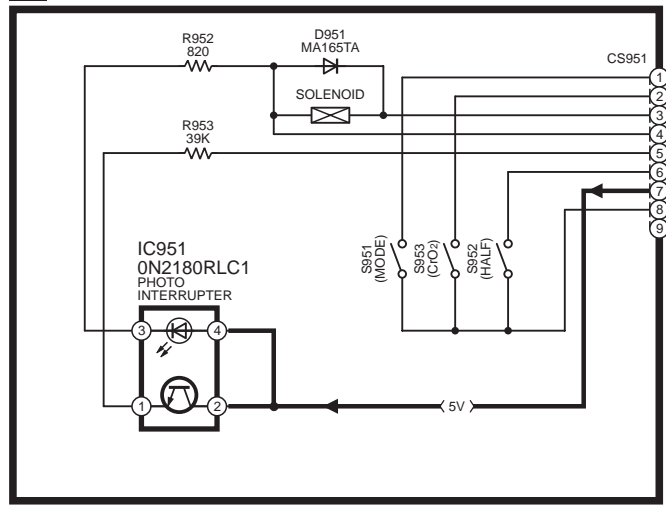 R952
820
D951
MA165TA
CS951
SOLENOID
R953
39K
1
2
3
4
5
6
7
8
9
S951
(MODE)
S953
(CrO2)
S952
(HALF)
IC951
0N2180RLC1
PHOTO
INTERRUPTER
3
4
1
2
5V